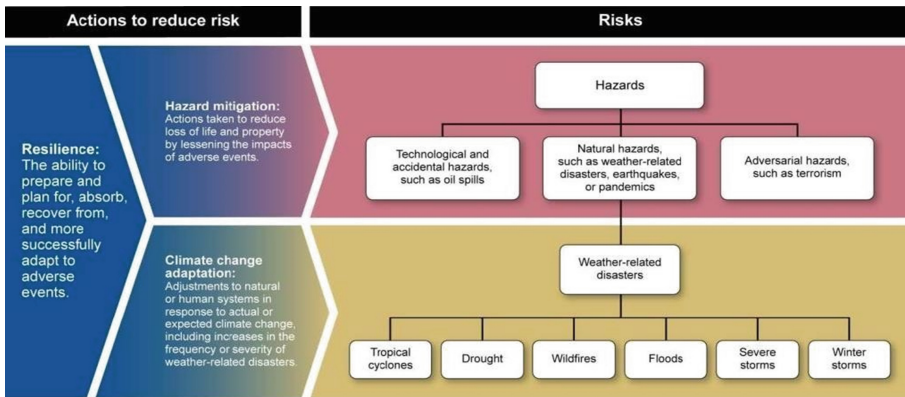 Actions to reduce risk
Risks
Resilience:
The ability to
prepare and
plan for, absorb,
recover from,
and more
successfully
adapt to
adverse
events.
Hazard mitigation:
Actions taken to reduce
loss of life and property
by lessening the impacts
of adverse events.
Climate change
adaptation:
Adjustments to natural
or human systems in
response to actual or
expected climate change,
including increases in the
frequency or severity of
weather-related disasters.
Hazards
Technological and
accidental hazards,
such as oil spills
Natural hazards,
such as weather-related
disasters, earthquakes,
or pandemics
Adversarial hazards,
such as terrorism
Weather-related
disasters
Tropical
cyclones
Drought
Wildfires
Floods
Severe
storms
Winter
storms